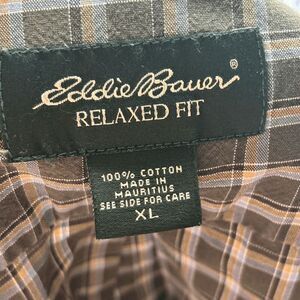 Eddie Bauer®
RELAXED FIT
100% COTTON
MADE IN
MAURITIUS
SEE SIDE FOR CARE
XL